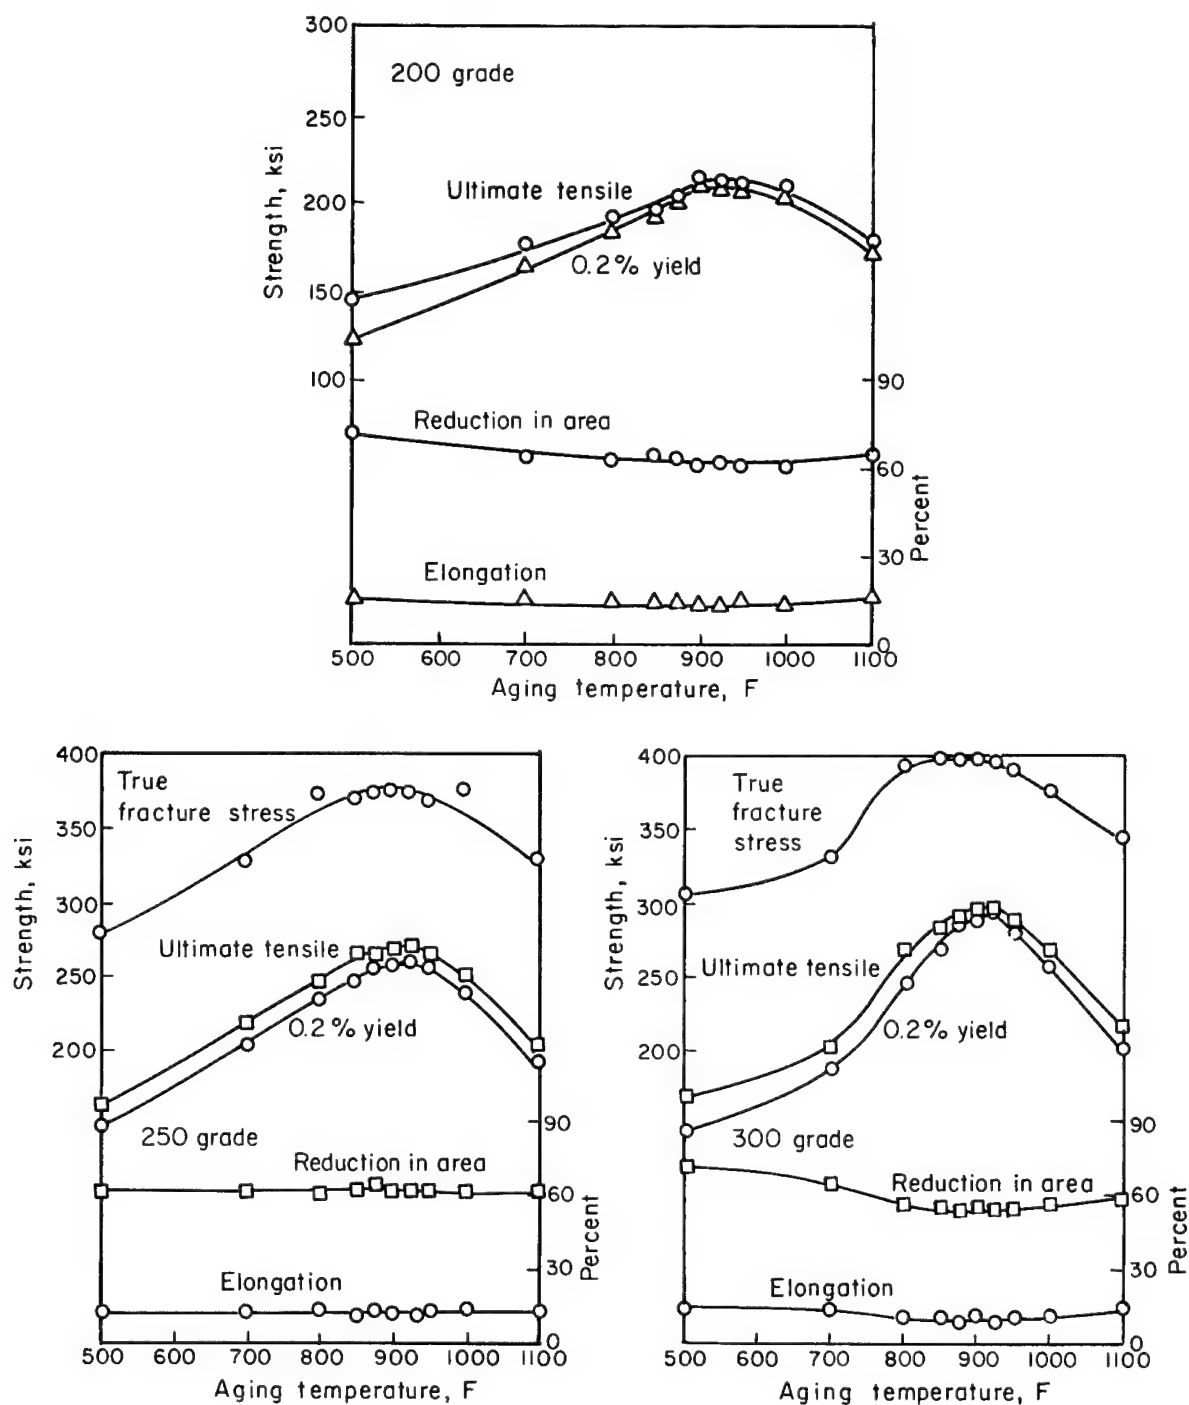 300
200 grade
250
Strength, ksi
Ultimate tensile
200
0.2% yield
150
100
90
Reduction in area
60
Percent
30
Elongation
0
500 600 700 800 900 1000 1100
Aging temperature, F
400
True
fracture stress
350
Strength, ksi
300
Ultimate tensile
250
0.2% yield
200
250 grade
90
Reduction in area
60
Percent
30
Elongation
0
500 600 700 800 900 1000 1100
Aging temperature, F
400
True
fracture
stress
350
Strength, ksi
300
Ultimate tensile
250
0.2% yield
200
300 grade
90
Reduction in area
60
Percent
30
Elongation
0
500 600 700 800 900 1000 1100
Aging temperature, F